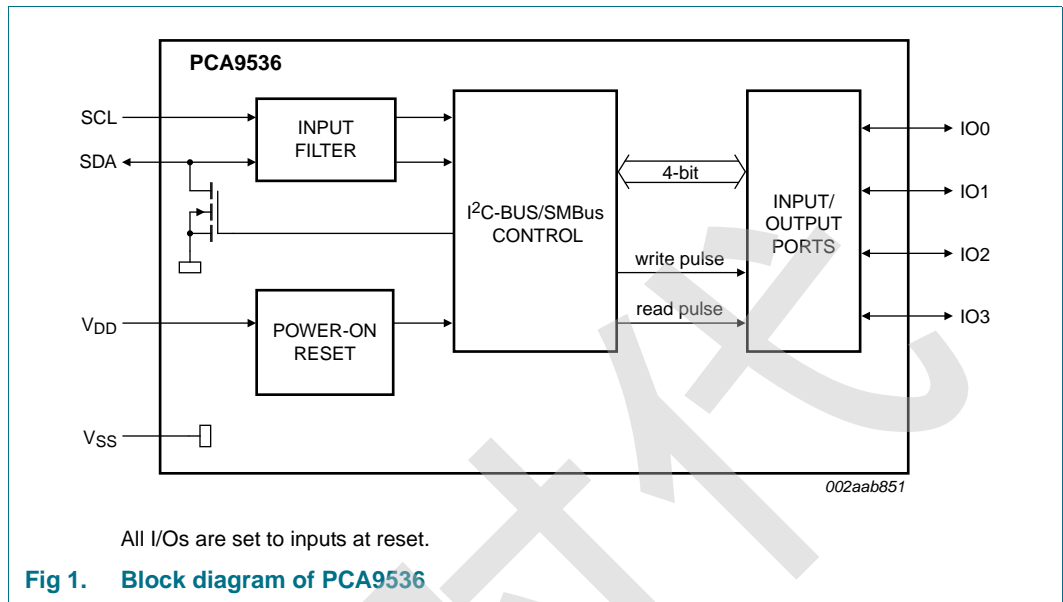 PCA9536
SCL
SDA
VDD
VSS
INPUT
FILTER
POWER-ON
RESET
I2C-BUS/SMBus
CONTROL
4-bit
write pulse
read pulse
INPUT/
OUTPUT
PORTS
IO0
IO1
IO2
IO3
002aab851
All I/Os are set to inputs at reset.
Fig 1. Block diagram of PCA9536
时代